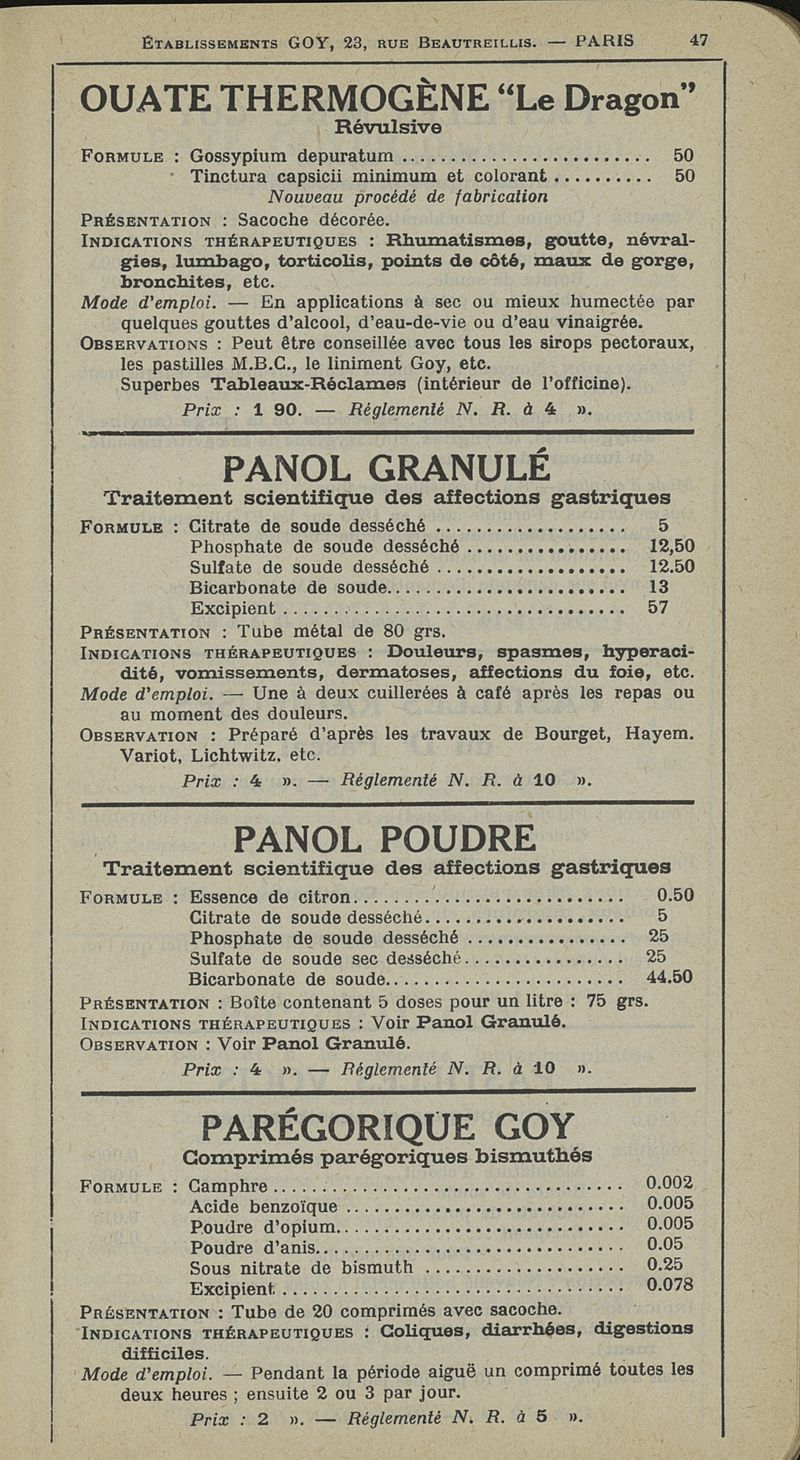 Établissements GOY, 23, rue Beautreillis. — PARIS 47
OUATE THERMOGÈNE “Le Dragon”
Révulsive
Formule : Gossypium depuratum .......................... 50
Tinctura capsicii minimum et colorant .......... 50
Nouveau procédé de fabrication
Présentation : Sacoche décorée.
Indications thérapeutiques : Rhumatismes, goutte, névral-
gies, lumbago, torticolis, points de côté, maux de gorge,
bronchites, etc.
Mode d'emploi. — En applications à sec ou mieux humectée par
quelques gouttes d'alcool, d'eau-de-vie ou d'eau vinaigrée.
Observations : Peut être conseillée avec tous les sirops pectoraux,
les pastilles M.B.C., le liniment Goy, etc.
Superbes Tableaux-Réclames (intérieur de l'officine).
Prix : 1 90. — Réglementé N. R. à 4 ».
PANOL GRANULÉ
Traitement scientifique des affections gastriques
Formule : Citrate de soude desséché ................... 5
Phosphate de soude desséché ................ 12,50
Sulfate de soude desséché ................... 12.50
Bicarbonate de soude........................ 13
Excipient .................................. 57
Présentation : Tube métal de 80 grs.
Indications thérapeutiques : Douleurs, spasmes, hyperaci-
dité, vomissements, dermatoses, affections du foie, etc.
Mode d'emploi. — Une à deux cuillerées à café après les repas ou
au moment des douleurs.
Observation : Préparé d'après les travaux de Bourget, Hayem.
Variot, Lichtwitz. etc.
Prix : 4 ». — Réglementé N. R. à 10 ».
PANOL POUDRE
Traitement scientifique des affections gastriques
Formule : Essence de citron........................... 0.50
Citrate de soude desséché.................... 5
Phosphate de soude desséché ................ 25
Sulfate de soude sec desséché................ 25
Bicarbonate de soude........................ 44.50
Présentation : Boîte contenant 5 doses pour un litre : 75 grs.
Indications thérapeutiques : Voir Panol Granulé.
Observation : Voir Panol Granulé.
Prix : 4 ». — Réglementé N. R. à 10 ».
PARÉGORIQUE GOY
Comprimés parégoriques bismuthés
Formule : Camphre ................................... 0.002
Acide benzoïque ............................ 0.005
Poudre d'opium............................. 0.005
Poudre d'anis............................... 0.05
Sous nitrate de bismuth .................... 0.25
Excipient .................................. 0.078
Présentation : Tube de 20 comprimés avec sacoche.
Indications thérapeutiques : Coliques, diarrhées, digestions
difficiles.
Mode d'emploi. — Pendant la période aiguë un comprimé toutes les
deux heures ; ensuite 2 ou 3 par jour.
Prix : 2 ». — Réglementé N. R. à 5 ».